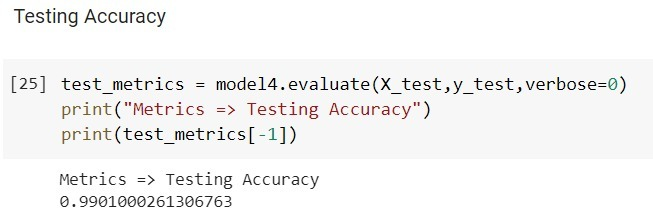 Testing Accuracy
[25] test_metrics = model4.evaluate(X_test,y_test,verbose=0)
print("Metrics => Testing Accuracy")
print(test_metrics[-1])
Metrics => Testing Accuracy
0.9901000261306763